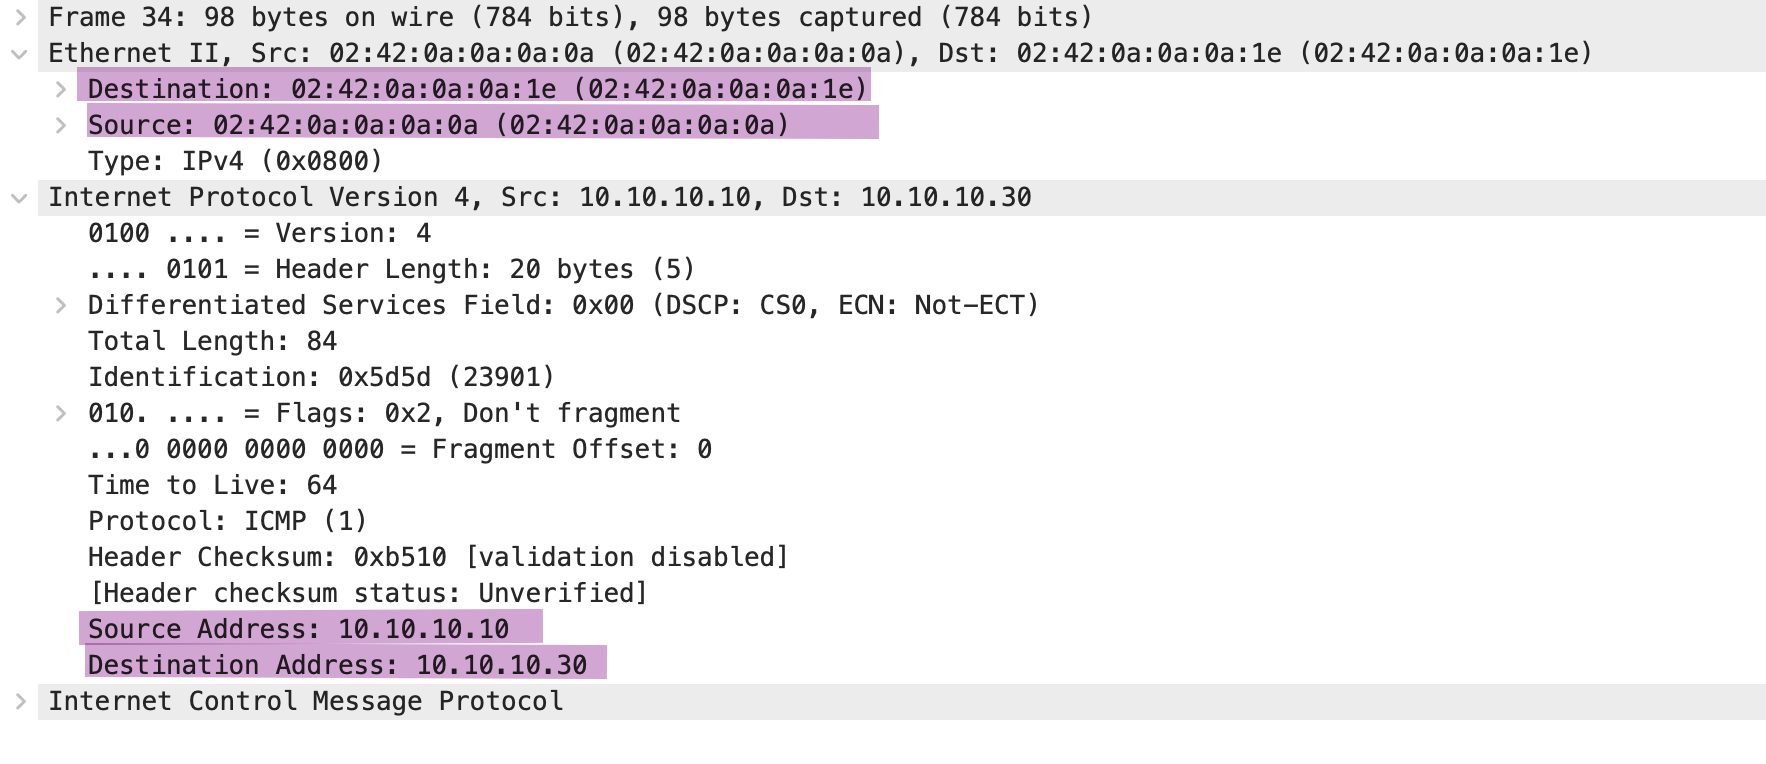 Frame 34: 98 bytes on wire (784 bits), 98 bytes captured (784 bits)
Ethernet II, Src: 02:42:0a:0a:0a:0a (02:42:0a:0a:0a:0a), Dst: 02:42:0a:0a:0a:1e (02:42:0a:0a:0a:1e)
Destination: 02:42:0a:0a:0a:1e (02:42:0a:0a:0a:1e)
Source: 02:42:0a:0a:0a:0a (02:42:0a:0a:0a:0a)
Type: IPv4 (0x0800)
Internet Protocol Version 4, Src: 10.10.10.10, Dst: 10.10.10.30
0100 .... = Version: 4
.... 0101 = Header Length: 20 bytes (5)
Differentiated Services Field: 0x00 (DSCP: CS0, ECN: Not-ECT)
Total Length: 84
Identification: 0x5d5d (23901)
010. .... = Flags: 0x2, Don't fragment
...0 0000 0000 0000 = Fragment Offset: 0
Time to Live: 64
Protocol: ICMP (1)
Header Checksum: 0xb510 [validation disabled]
[Header checksum status: Unverified]
Source Address: 10.10.10.10
Destination Address: 10.10.10.30
Internet Control Message Protocol